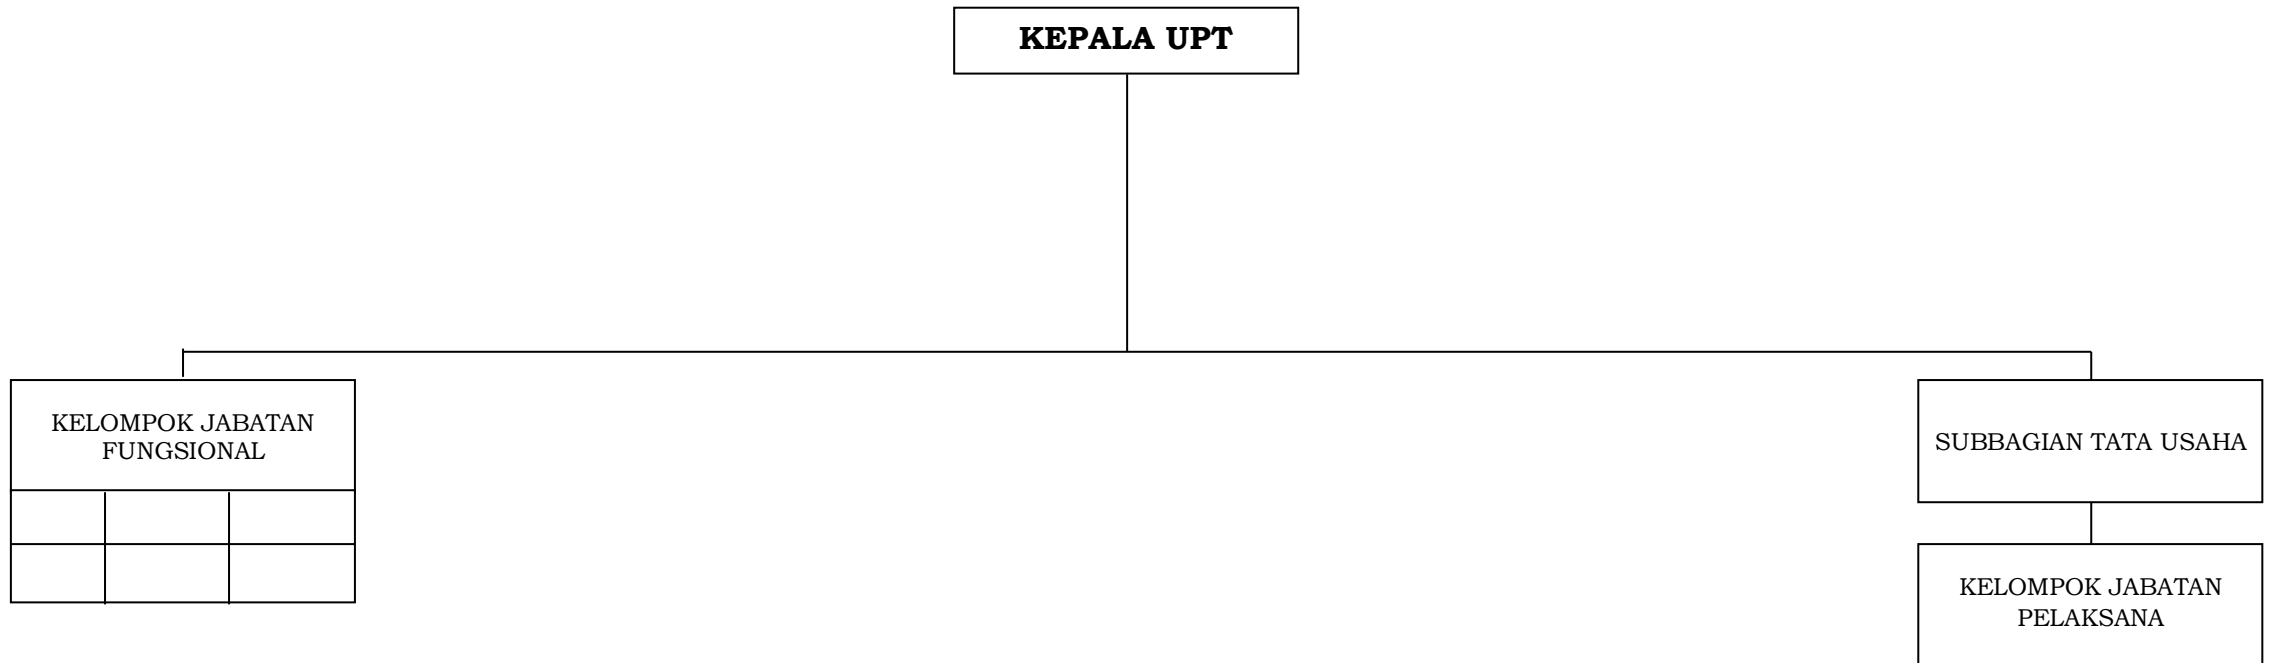 KEPALA UPT
KELOMPOK JABATAN
FUNGSIONAL
SUBBAGIAN TATA USAHA
KELOMPOK JABATAN
PELAKSANA